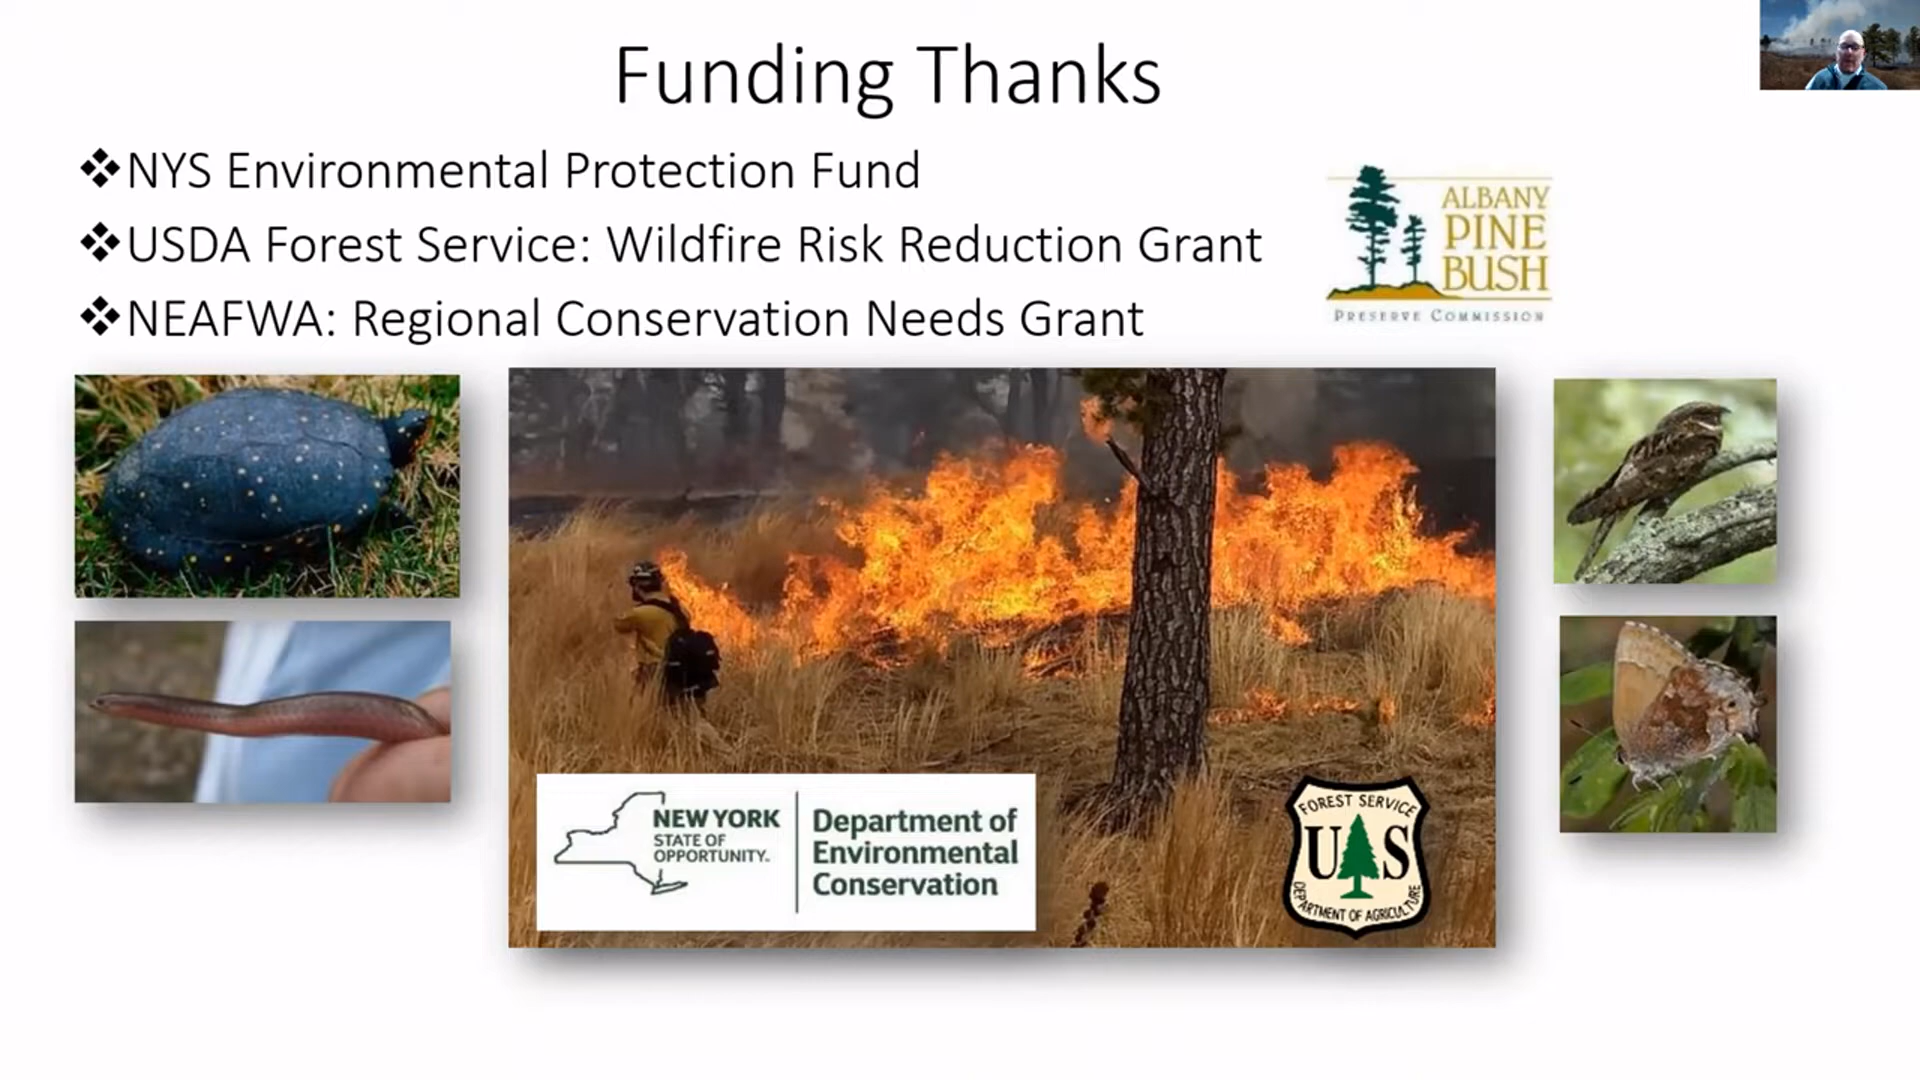 Funding Thanks
❖NYS Environmental Protection Fund
❖USDA Forest Service: Wildfire Risk Reduction Grant
❖NEAFWA: Regional Conservation Needs Grant
ALBANY
PINE
BUSH
PRESERVE COMMISSION
NEW YORK
STATE OF
OPPORTUNITY.
Department of
Environmental
Conservation
FOREST SERVICE
U S
DEPARTMENT OF AGRICULTURE